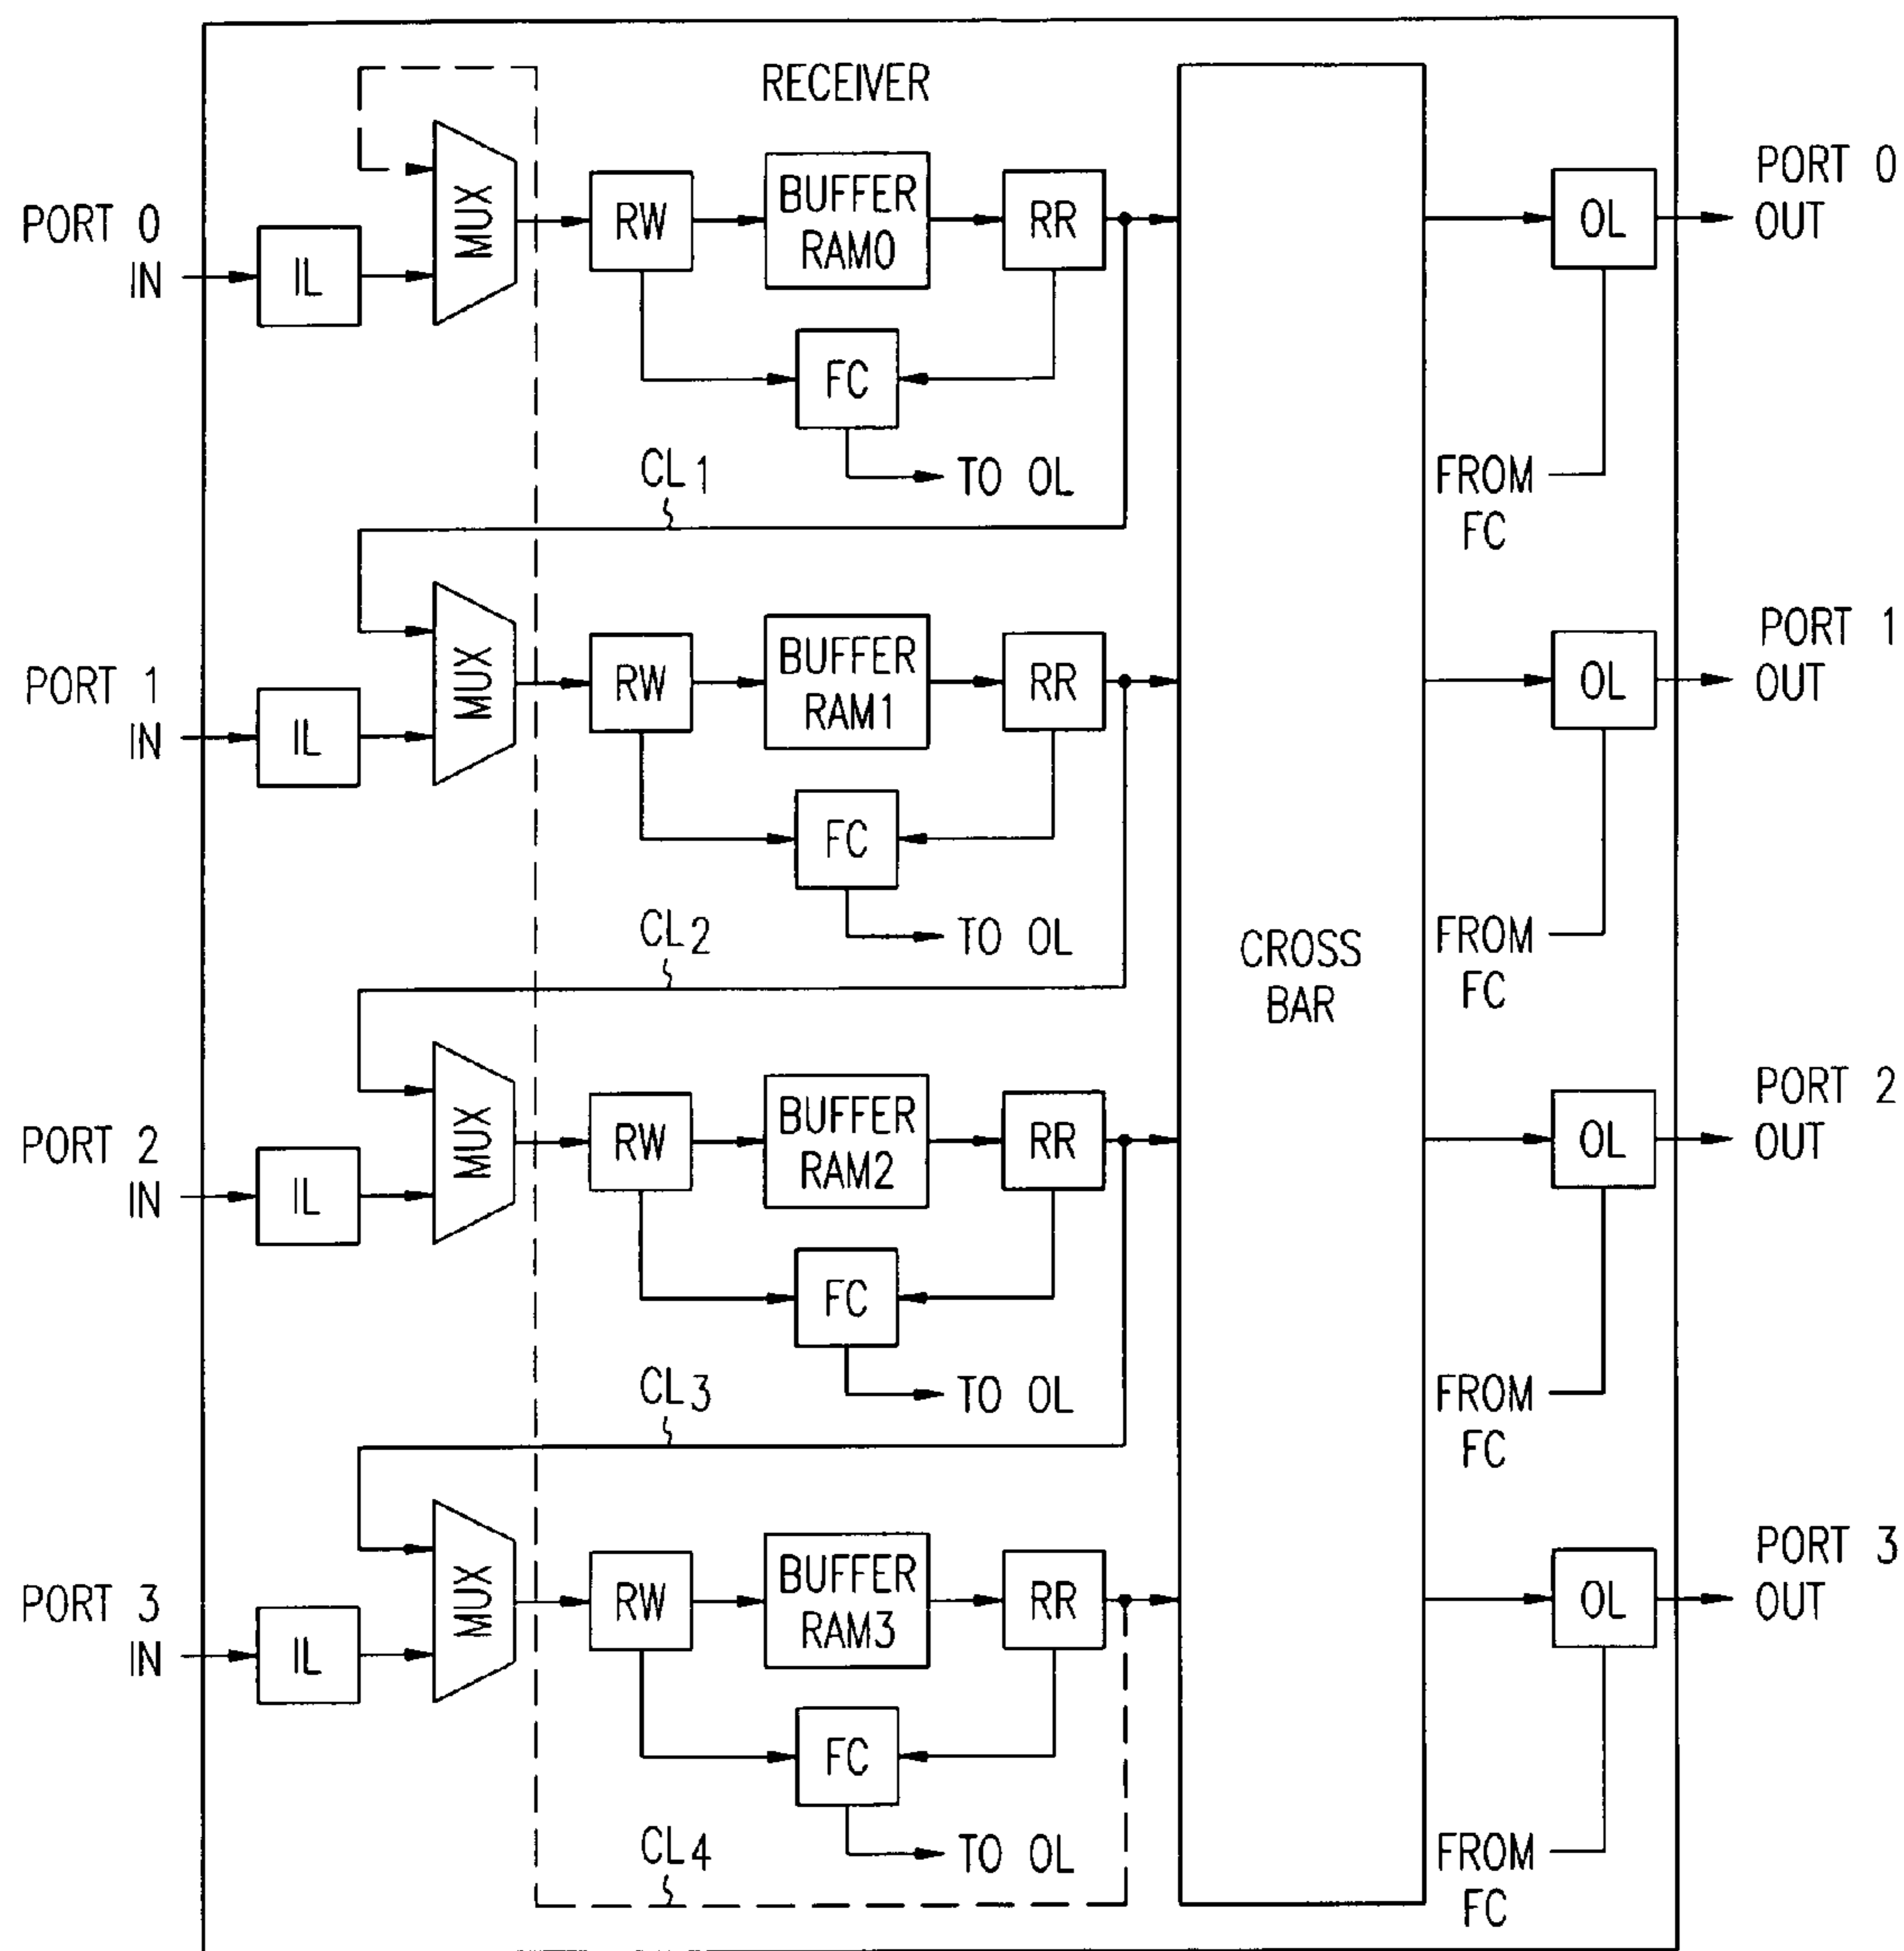 RECEIVER
PORT 0
IN
IL
MUX
RW
BUFFER
RAM0
RR
FC
TO OL
CL1
OL
PORT 0
OUT
FROM
FC
PORT 1
IN
IL
MUX
RW
BUFFER
RAM1
RR
FC
TO OL
CL2
OL
PORT 1
OUT
FROM
FC
CROSS
BAR
PORT 2
IN
IL
MUX
RW
BUFFER
RAM2
RR
FC
TO OL
CL3
OL
PORT 2
OUT
FROM
FC
PORT 3
IN
IL
MUX
RW
BUFFER
RAM3
RR
FC
TO OL
CL4
OL
PORT 3
OUT
FROM
FC